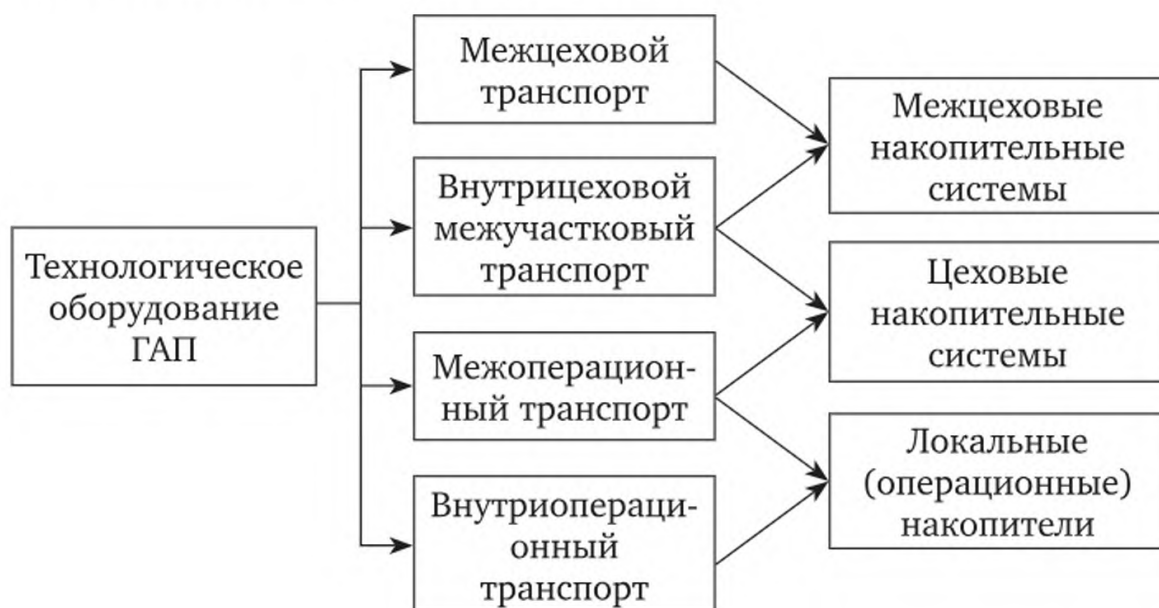 Технологическое
оборудование
ГАП
Межцеховой
транспорт
Внутрицеховой
межучастковый
транспорт
Межоперацион-
ный транспорт
Внутриопераци-
онный
транспорт
Межцеховые
накопительные
системы
Цеховые
накопительные
системы
Локальные
(операционные)
накопители